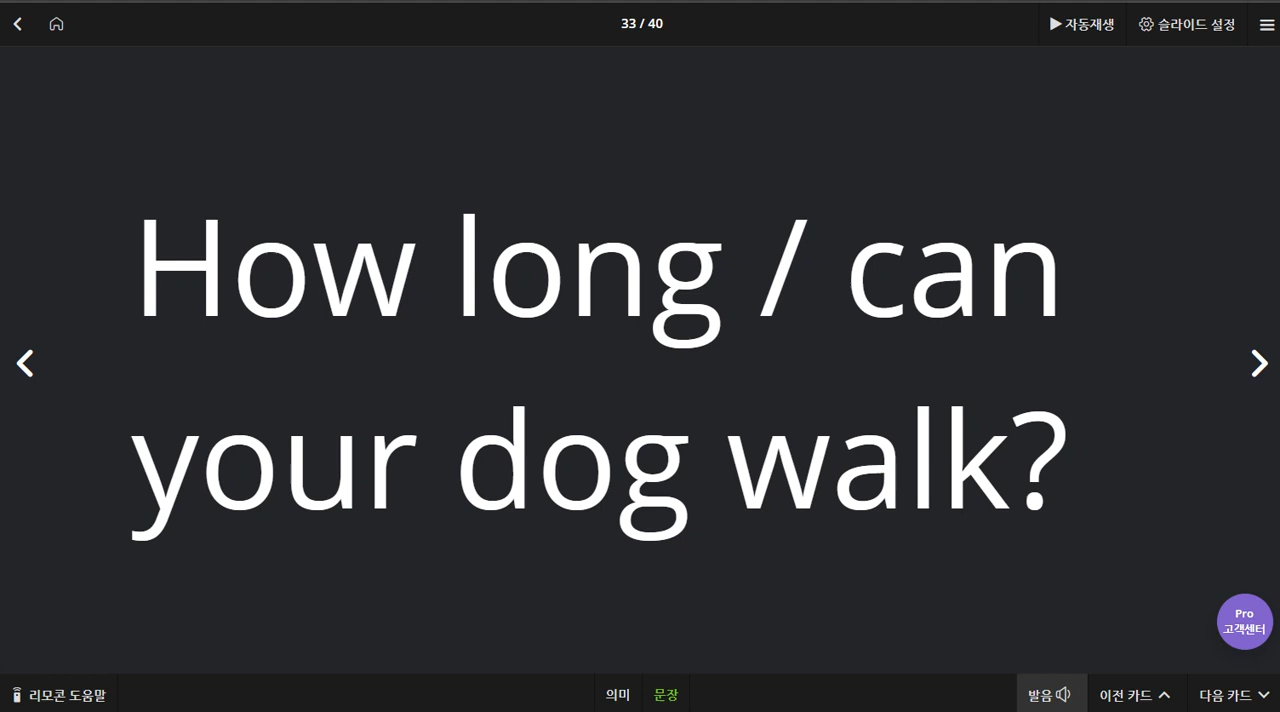 33 / 40
자동재생
슬라이드 설정
How long / can
your dog walk?
Pro
고객센터
리모콘 도움말
의미
문장
발음
이전 카드
다음 카드